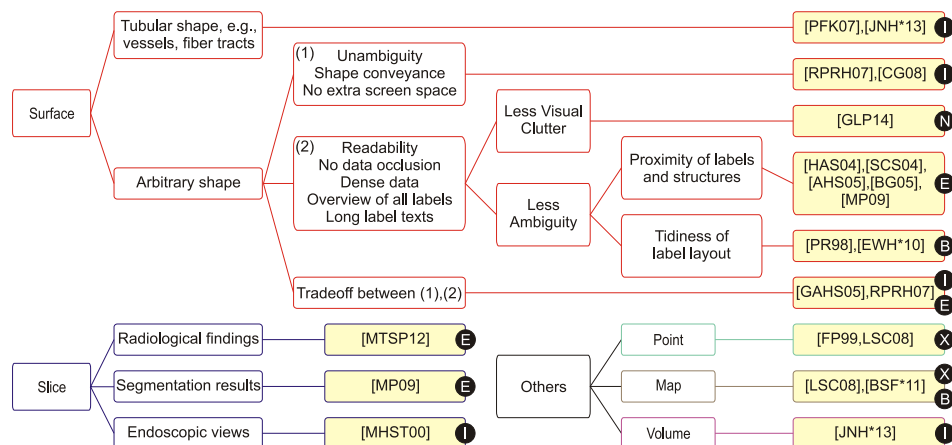 Tubular shape, e.g.,
vessels, fiber tracts
[PFK07],[JNH*13]
I
Surface
(1)
Unambiguity
Shape conveyance
No extra screen space
[RPRH07],[CG08]
I
Arbitrary shape
(2)
Readability
No data occlusion
Dense data
Overview of all labels
Long label texts
Less Visual
Clutter
[GLP14]
N
Less
Ambiguity
Proximity of labels
and structures
[HAS04],[SCS04],
[AHS05],[BG05],
[MP09]
E
Tidiness of
label layout
[PR98],[EWH*10]
B
Tradeoff between (1),(2)
[GAHS05],RPRH07]
I
E
Slice
Radiological findings
[MTSP12]
E
Segmentation results
[MP09]
E
Endoscopic views
[MHST00]
I
Others
Point
[FP99,LSC08]
X
Map
[LSC08],[BSF*11]
X
B
Volume
[JNH*13]
I